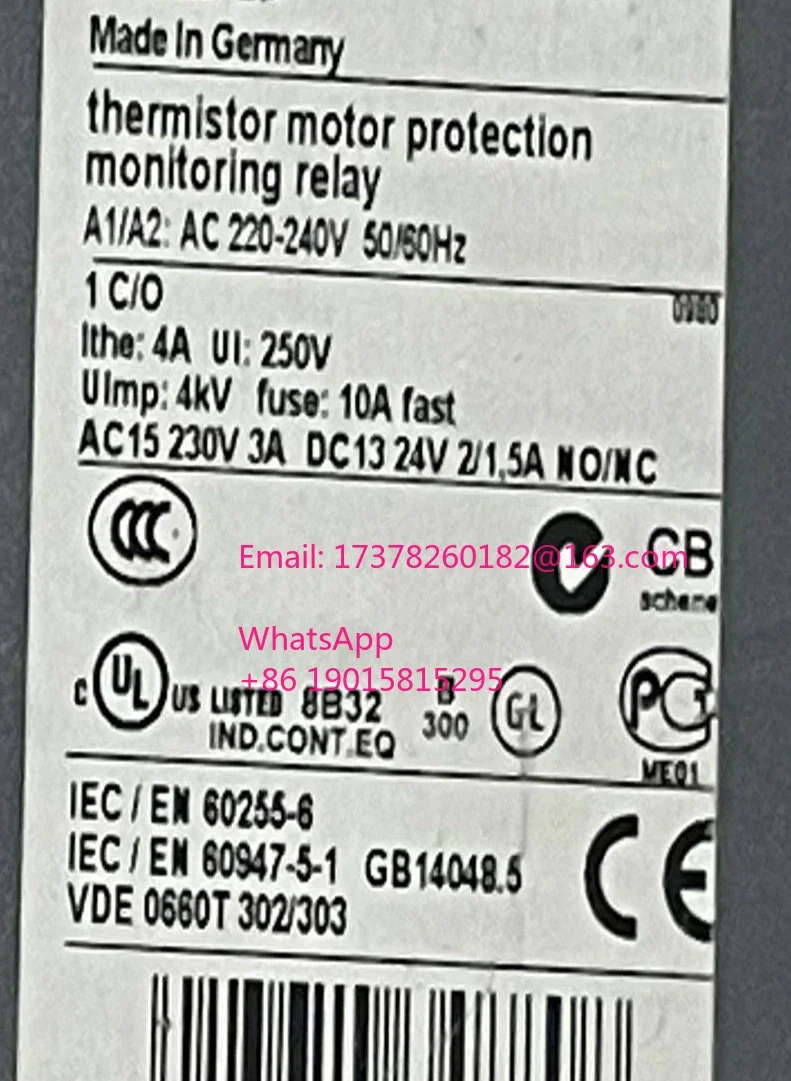 Made In Germany
thermistor motor protection
monitoring relay
A1/A2: AC 220-240V 50/60Hz
1 C/O
Ithe: 4A UI: 250V
UImp: 4kV fuse: 10A fast
AC15 230V 3A DC13 24V 2/1,5A NO/NC
CCC
Email: 17378260182@163.com
CB
scheme
WhatsApp
+86 19015815295
C UL US LISTED 8B32 B
300 GL PC
IND.CONT.EQ
ME01
IEC / EN 60255-6
IEC / EN 60947-5-1 GB14048.5
VDE 0660T 302/303
CE